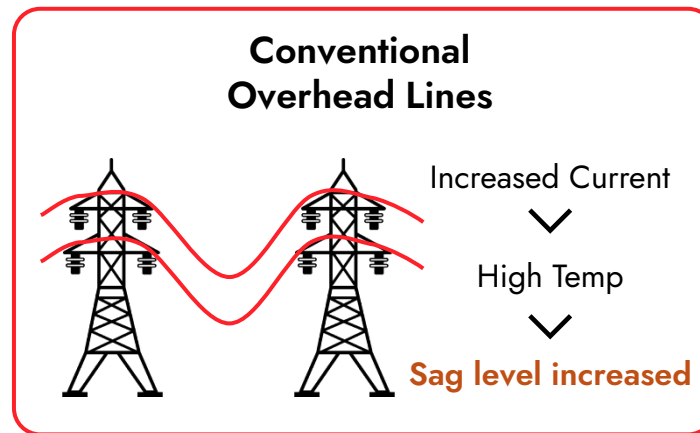 Conventional
Overhead Lines
Increased Current
High Temp
Sag level increased